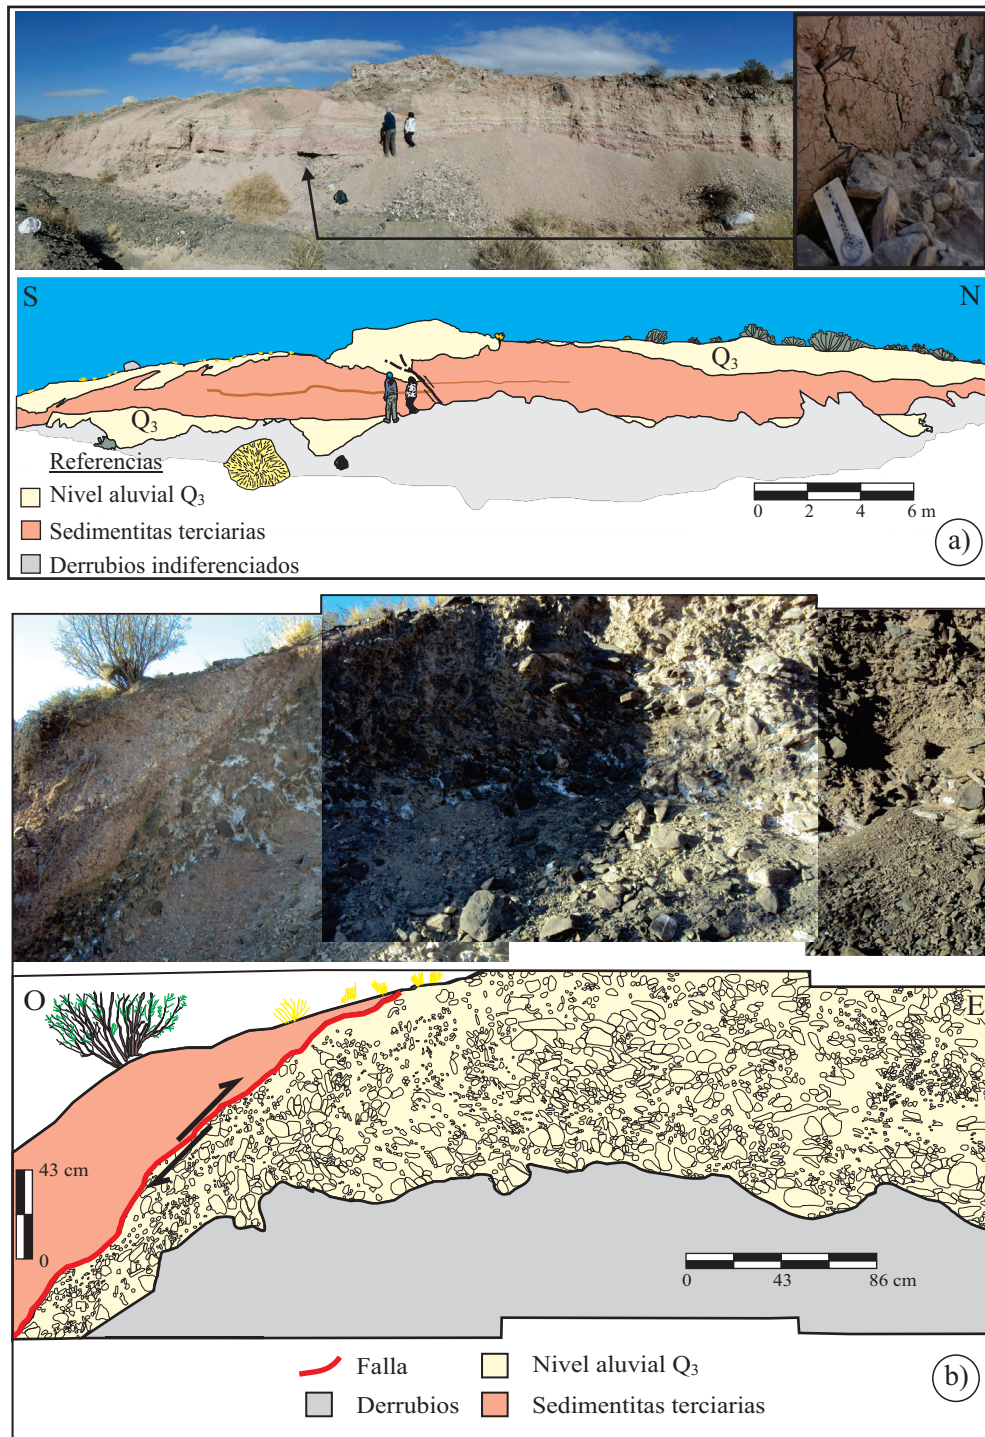 S
N
Q₃
Q₃
Referencias
Nivel aluvial Q₃
Sedimentitas terciarias
Derrubios indiferenciados
0 2 4 6 m
a)
O
E
43 cm
0
0 43 86 cm
Falla
Nivel aluvial Q₃
Derrubios
Sedimentitas terciarias
b)